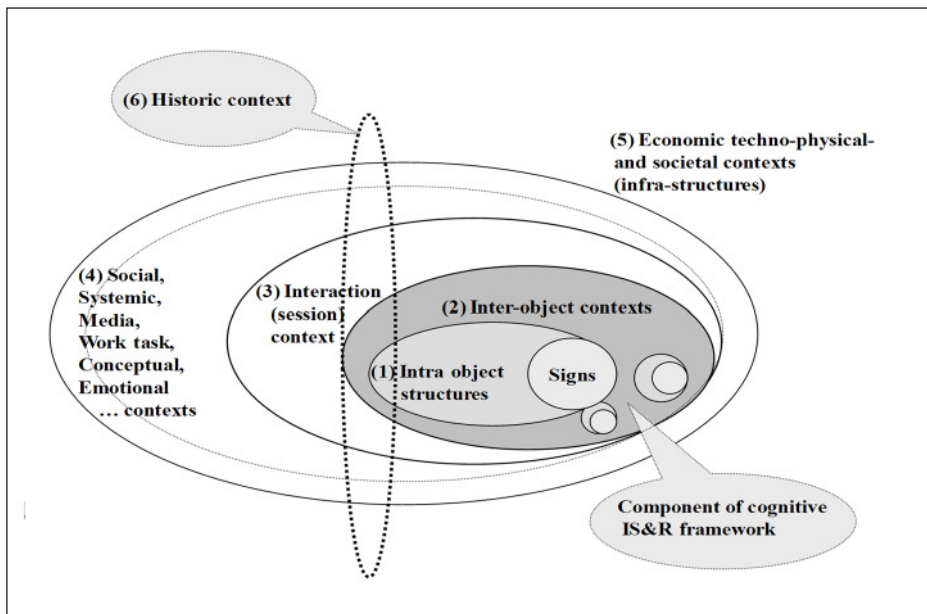 (6) Historic context
(5) Economic techno-physical-
and societal contexts
(infra-structures)
(4) Social,
Systemic,
Media,
Work task,
Conceptual,
Emotional
... contexts
(3) Interaction
(session)
context
(2) Inter-object contexts
(1) Intra object
structures
Signs
Component of cognitive
IS&R framework